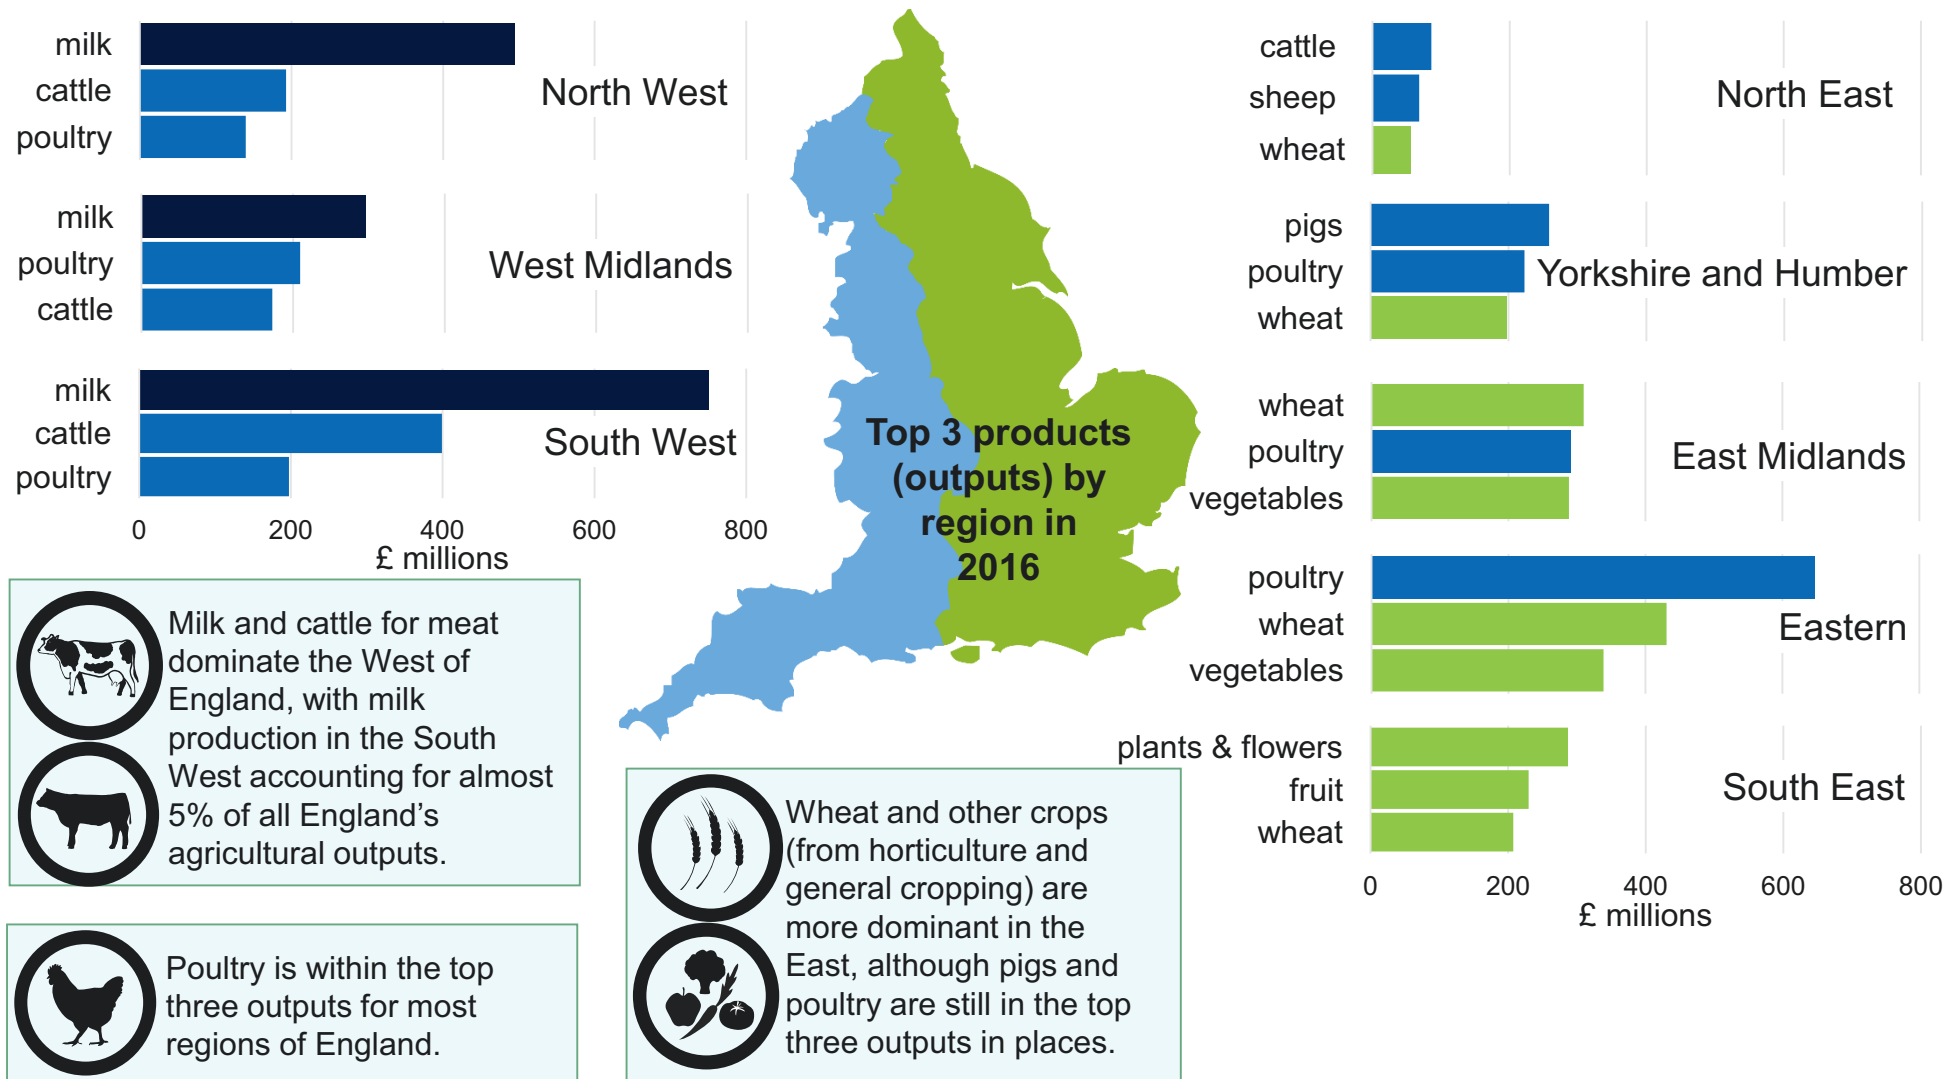 milk
cattle
poultry
North West
milk
poultry
cattle
West Midlands
milk
cattle
poultry
South West
0 200 400 600 800
£ millions
Top 3 products
(outputs) by
region in
2016
cattle
sheep
wheat
North East
pigs
poultry
wheat
Yorkshire and Humber
wheat
poultry
vegetables
East Midlands
poultry
wheat
vegetables
Eastern
plants & flowers
fruit
wheat
South East
0 200 400 600 800
£ millions
Milk and cattle for meat
dominate the West of
England, with milk
production in the South
West accounting for almost
5% of all England’s
agricultural outputs.
Poultry is within the top
three outputs for most
regions of England.
Wheat and other crops
(from horticulture and
general cropping) are
more dominant in the
East, although pigs and
poultry are still in the top
three outputs in places.